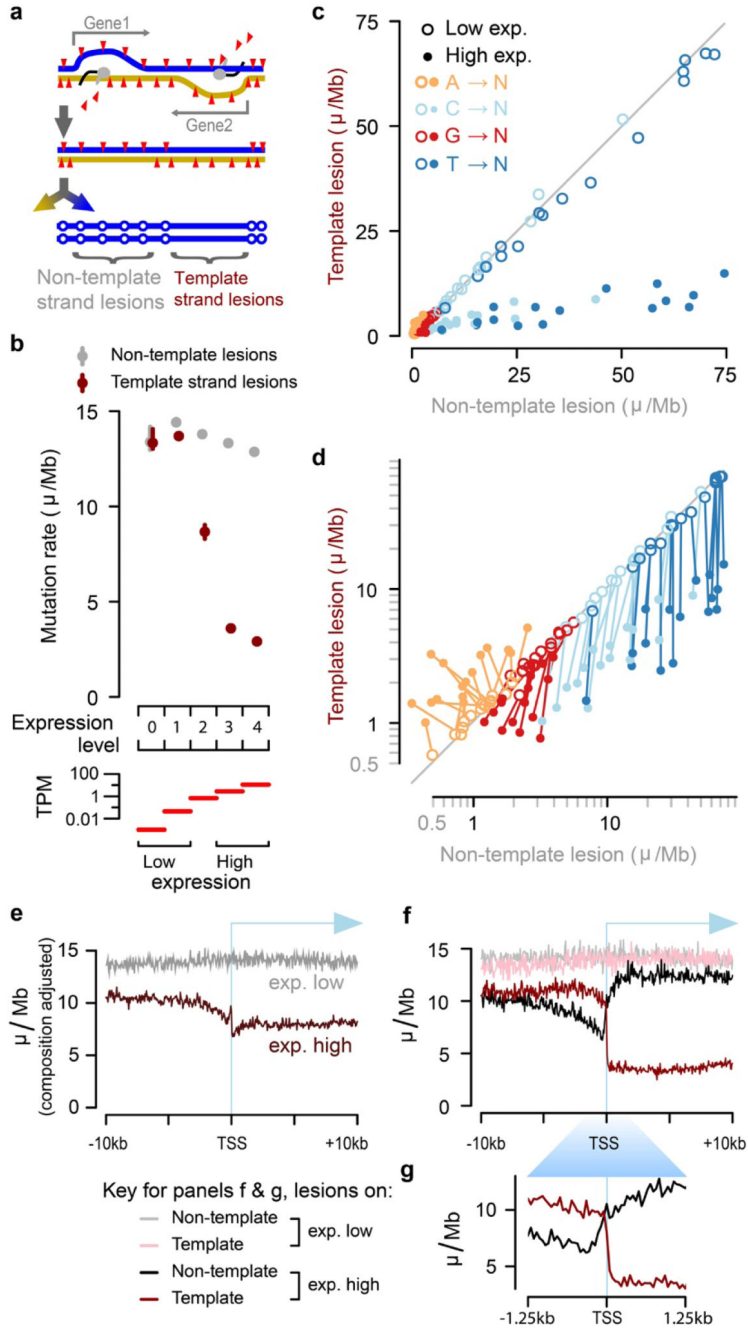 a
Gene1
Gene2
Non-template
strand lesions
Template
strand lesions
b
Non-template lesions
Template strand lesions
Mutation rate (µ/Mb)
15
10
5
0
Expression
level
0 1 2 3 4
TPM
100
1
0.01
Low
High
expression
c
Low exp.
High exp.
A → N
C → N
G → N
T → N
Template lesion (µ/Mb)
75
50
25
0
0 25 50 75
Non-template lesion (µ/Mb)
d
Template lesion (µ/Mb)
10
1
0.5
0.5 1 10
Non-template lesion (µ/Mb)
e
µ/Mb
(composition adjusted)
15
10
5
0
exp. low
exp. high
-10kb TSS +10kb
f
µ/Mb
15
10
5
0
-10kb TSS +10kb
Key for panels f & g, lesions on:
Non-template
Template
exp. low
Non-template
Template
exp. high
g
µ/Mb
10
5
-1.25kb TSS 1.25kb